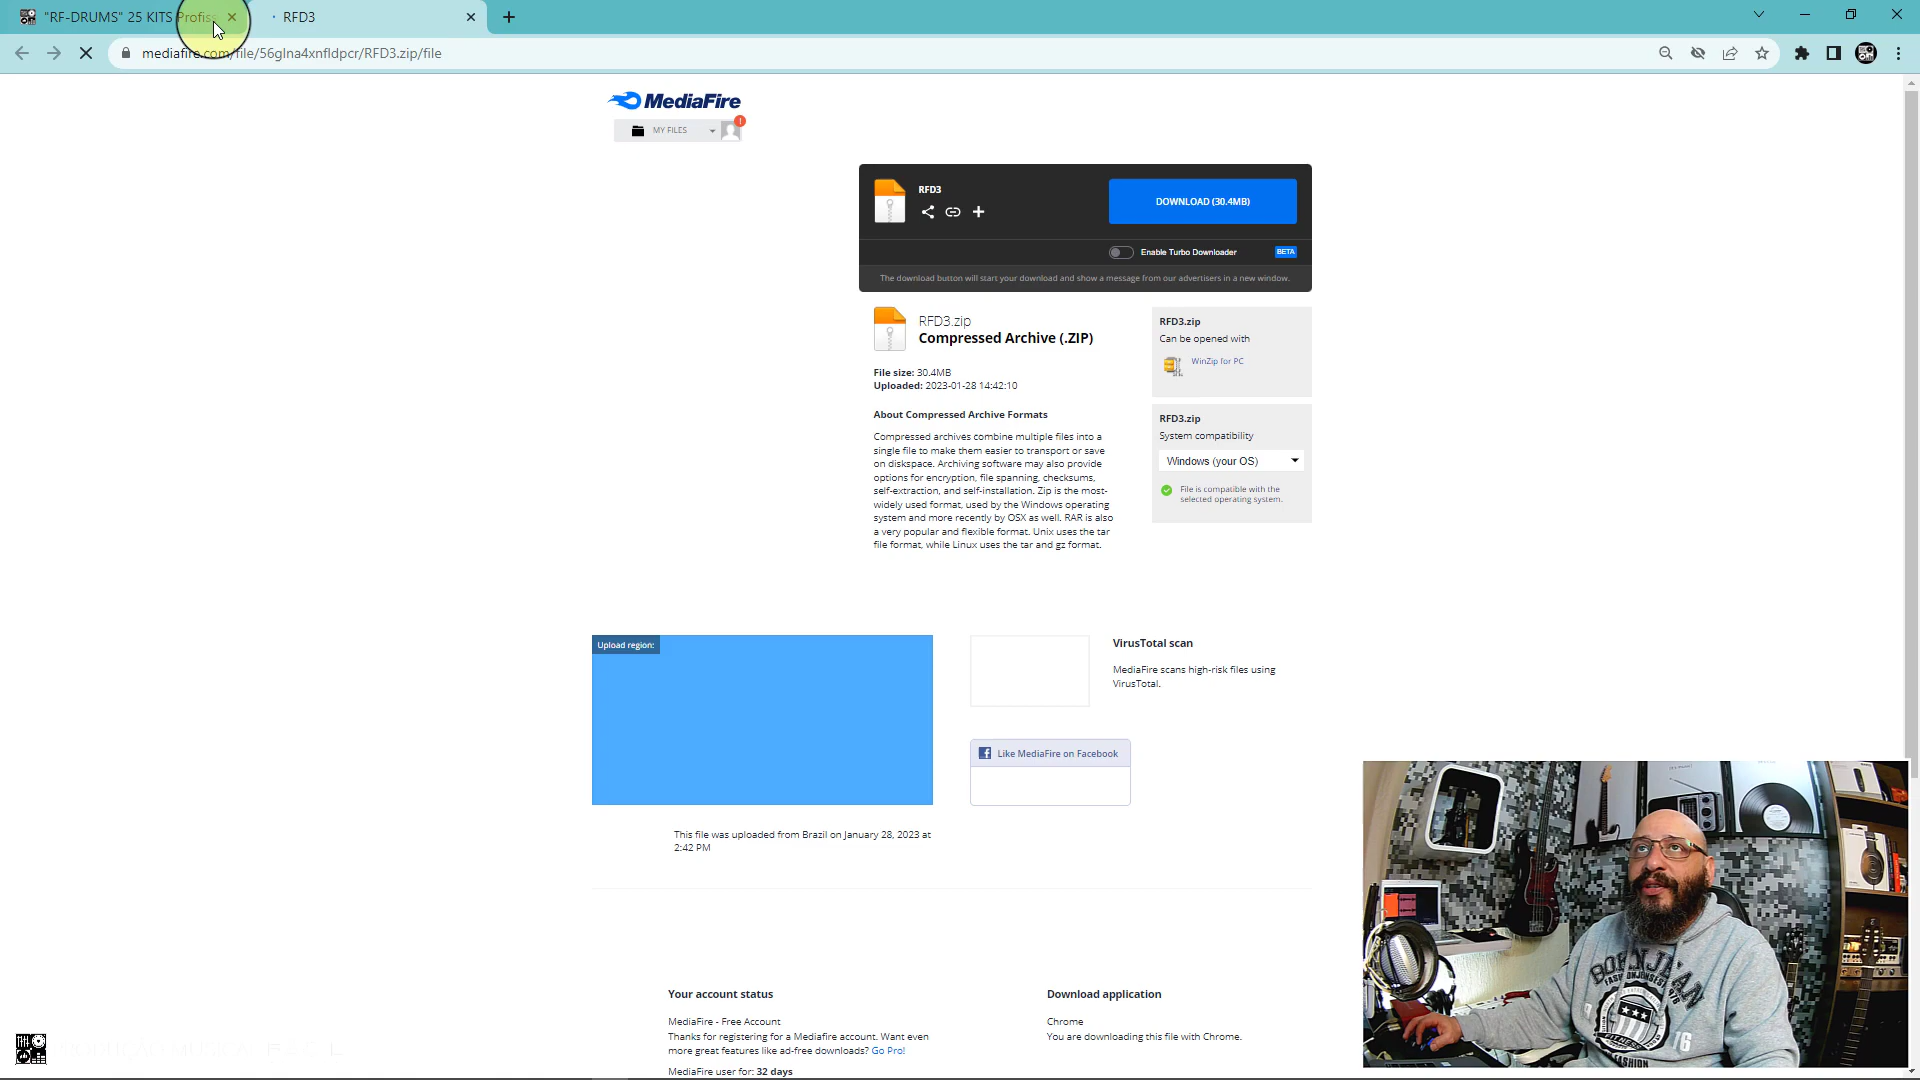 "RF-DRUMS" 25 KITS Profiss
RFD3
mediafire.com/file/56glna4xnfldpcr/RFD3.zip/file
MediaFire
MY FILES
!
RFD3
DOWNLOAD (30.4MB)
Enable Turbo Downloader
BETA
The download button will start your download and show a message from our advertisers in a new window.
RFD3.zip
Compressed Archive (.ZIP)
File size: 30.4MB
Uploaded: 2023-01-28 14:42:10
About Compressed Archive Formats
Compressed archives combine multiple files into a
single file to make them easier to transport or save
on diskspace. Archiving software may also provide
options for encryption, file spanning, checksums,
self-extraction, and self-installation. Zip is the most-
widely used format, used by the Windows operating
system and more recently by OSX as well. RAR is also
a very popular and flexible format. Unix uses the tar
file format, while Linux uses the tar and gz format.
RFD3.zip
Can be opened with
WinZip for PC
RFD3.zip
System compatibility
Windows (your OS)
File is compatible with the
selected operating system.
Upload region:
This file was uploaded from Brazil on January 28, 2023 at
2:42 PM
VirusTotal scan
MediaFire scans high-risk files using
VirusTotal.
Like MediaFire on Facebook
Your account status
MediaFire - Free Account
Thanks for registering for a Mediafire account. Want even
more great features like ad-free downloads? Go Pro!
MediaFire user for: 32 days
Download application
Chrome
You are downloading this file with Chrome.
BORN JEAN
76